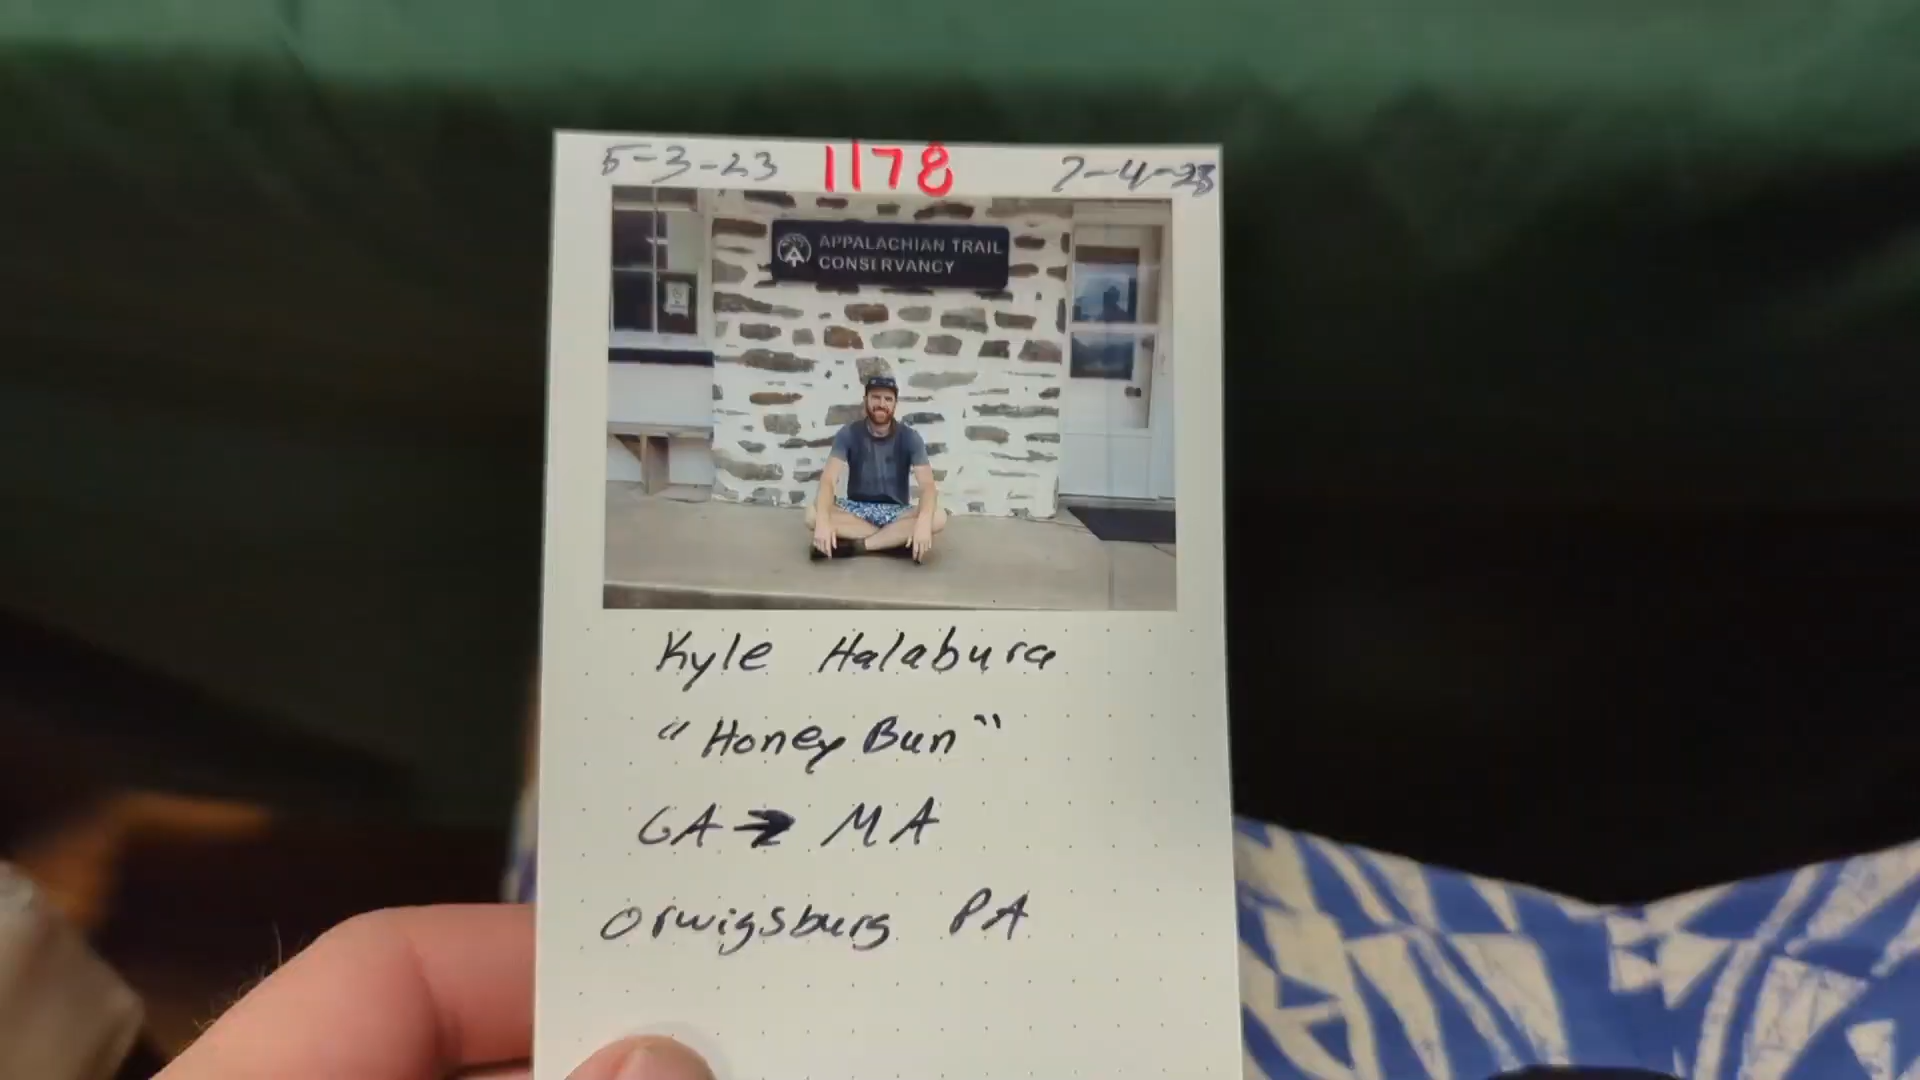 5-3-23 1178 7-4-23
APPALACHIAN TRAIL
CONSERVANCY
Kyle Halabura
"Honey Bun"
GA → MA
Orwigsburg PA